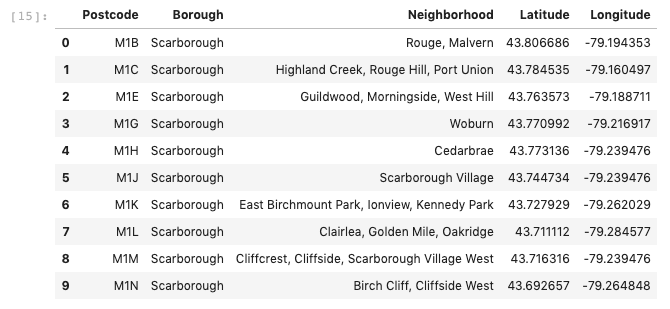 [15]: Postcode Borough Neighborhood Latitude Longitude
0 M1B Scarborough Rouge, Malvern 43.806686 -79.194353
1 M1C Scarborough Highland Creek, Rouge Hill, Port Union 43.784535 -79.160497
2 M1E Scarborough Guildwood, Morningside, West Hill 43.763573 -79.188711
3 M1G Scarborough Woburn 43.770992 -79.216917
4 M1H Scarborough Cedarbrae 43.773136 -79.239476
5 M1J Scarborough Scarborough Village 43.744734 -79.239476
6 M1K Scarborough East Birchmount Park, Ionview, Kennedy Park 43.727929 -79.262029
7 M1L Scarborough Clairlea, Golden Mile, Oakridge 43.711112 -79.284577
8 M1M Scarborough Cliffcrest, Cliffside, Scarborough Village West 43.716316 -79.239476
9 M1N Scarborough Birch Cliff, Cliffside West 43.692657 -79.264848